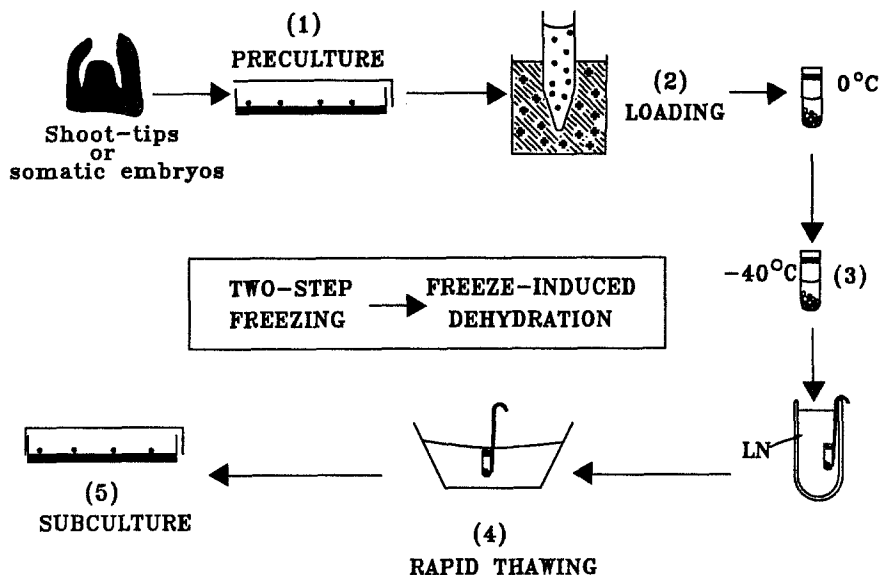 (1)
PRECULTURE
Shoot-tips
or
somatic embryos
(2)
LOADING
0°C
-40°C (3)
TWO-STEP
FREEZING
FREEZE-INDUCED
DEHYDRATION
LN
(4)
RAPID THAWING
(5)
SUBCULTURE